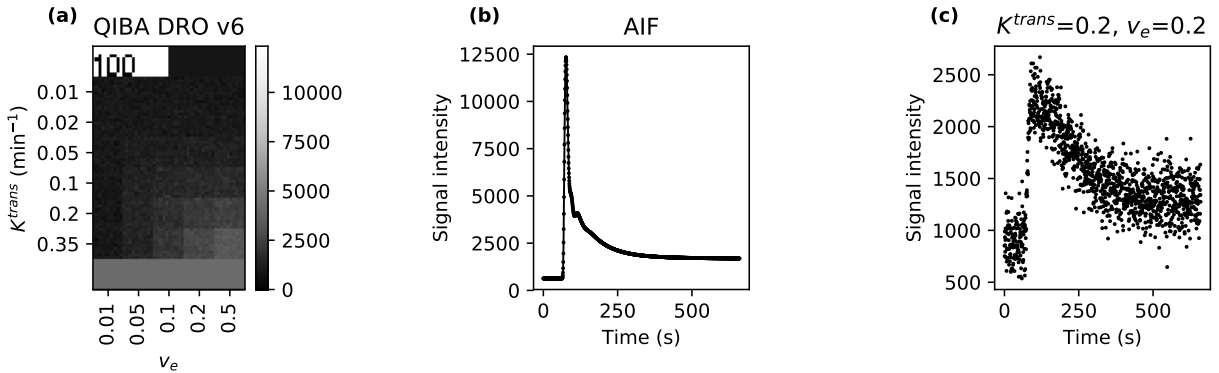 (a)
QIBA DRO v6
100
0.01
0.02
0.05
0.1
0.2
0.35
K^trans (min⁻¹)
0.01
0.05
0.1
0.2
0.5
v_e
10000
7500
5000
2500
0
(b)
AIF
12500
10000
7500
5000
2500
0
Signal intensity
0
250
500
Time (s)
(c)
K^trans=0.2, v_e=0.2
2500
2000
1500
1000
500
Signal intensity
0
250
500
Time (s)